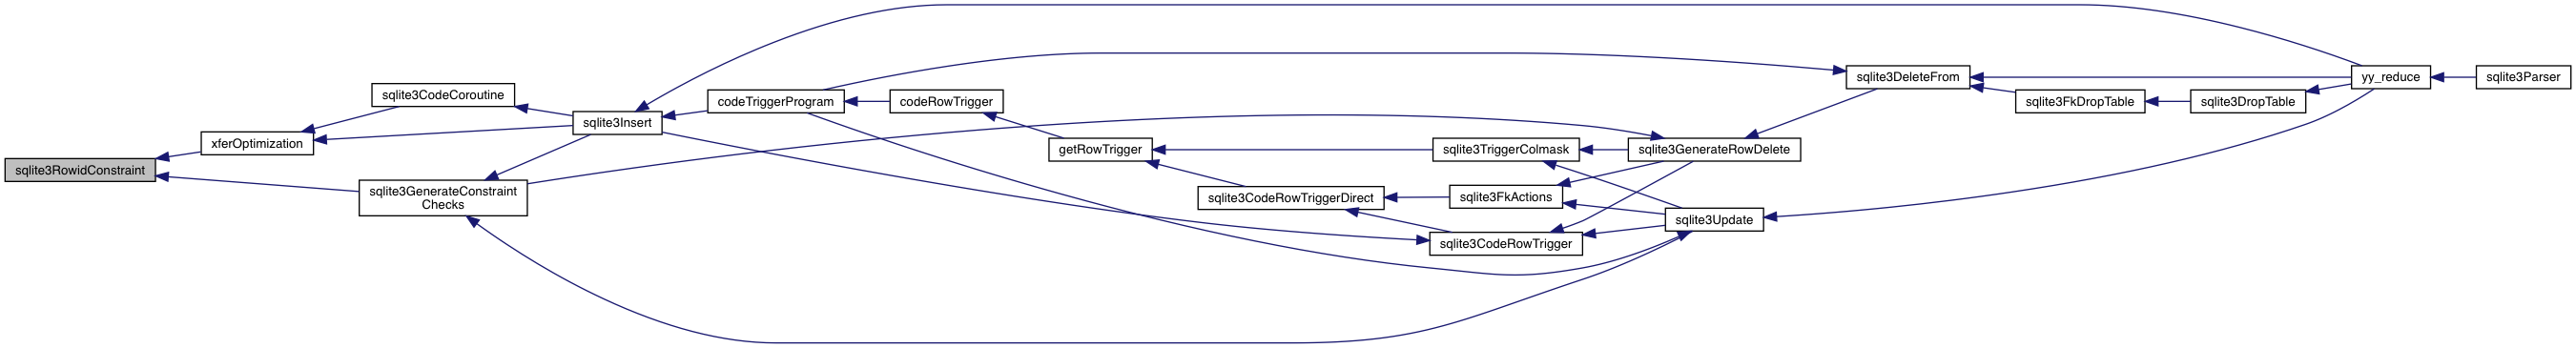 sqlite3RowidConstraint
xferOptimization
sqlite3CodeCoroutine
sqlite3GenerateConstraint
Checks
sqlite3Insert
codeTriggerProgram
codeRowTrigger
getRowTrigger
sqlite3CodeRowTriggerDirect
sqlite3TriggerColmask
sqlite3FkActions
sqlite3CodeRowTrigger
sqlite3GenerateRowDelete
sqlite3Update
sqlite3DeleteFrom
sqlite3FkDropTable
sqlite3DropTable
yy_reduce
sqlite3Parser